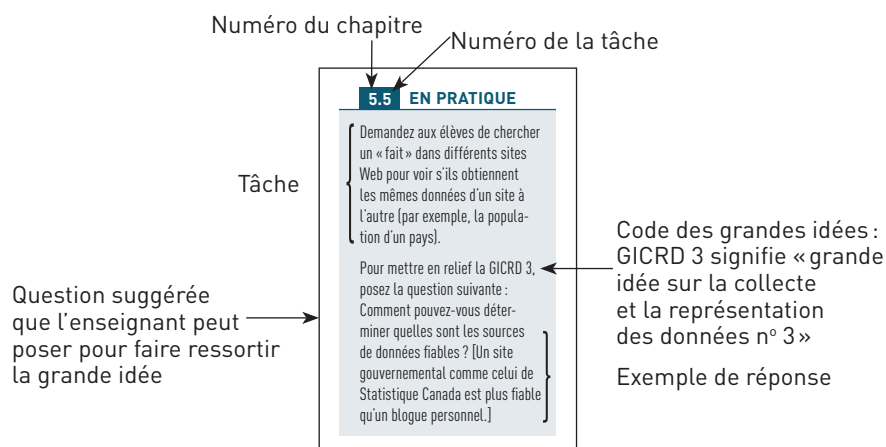 Numéro du chapitre
Numéro de la tâche
5.5 EN PRATIQUE
Demandez aux élèves de chercher
un « fait » dans différents sites
Web pour voir s'ils obtiennent
les mêmes données d'un site à
l'autre (par exemple, la popula-
tion d'un pays).
Pour mettre en relief la GICRD 3,
posez la question suivante :
Comment pouvez-vous déter-
miner quelles sont les sources
de données fiables ? [Un site
gouvernemental comme celui de
Statistique Canada est plus fiable
qu'un blogue personnel.]
Tâche
Question suggérée
que l'enseignant peut
poser pour faire ressortir
la grande idée
Code des grandes idées :
GICRD 3 signifie « grande
idée sur la collecte
et la représentation
des données nº 3 »
Exemple de réponse